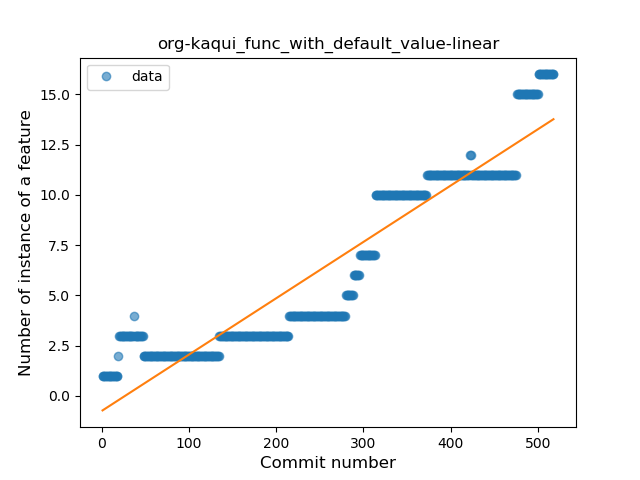 org-kaqui_func_with_default_value-linear
data
Number of instance of a feature
15.0
12.5
10.0
7.5
5.0
2.5
0.0
0 100 200 300 400 500
Commit number